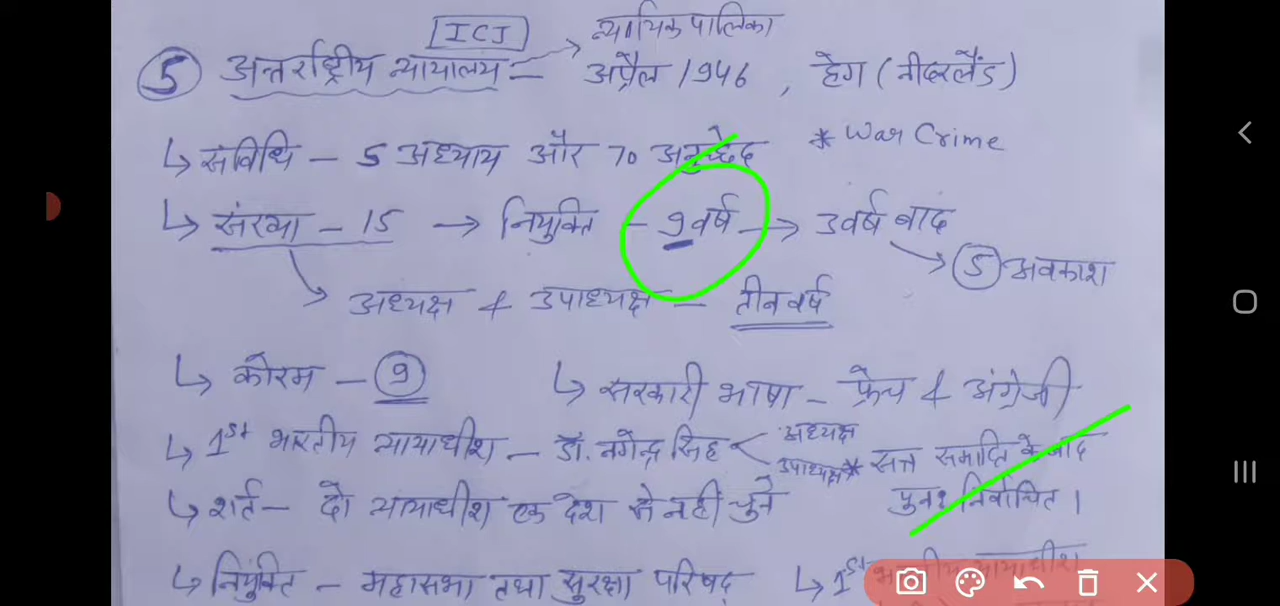 [ICJ]
न्यायिकपालिका
(5) अन्तर्राष्ट्रीय न्यायालय – अप्रैल 1946, हेग (नीदरलैंड)
↳ संविधि – 5 अध्याय और 70 अनुच्छेद * War Crime
↳ संख्या – 15 → नियुक्ति – 9 वर्ष → 3 वर्ष बाद
→ (5) अवकाश
अध्यक्ष & उपाध्यक्ष – तीन वर्ष
↳ कोरम – (9) ↳ सरकारी भाषा – फ्रेंच & अंग्रेजी
↳ 1st भारतीय न्यायाधीश – डॉ. नगेन्द्र सिंह < अध्यक्ष
उपाध्यक्ष * सत्र समाप्ति के बाद
पुनः निर्वाचित।
↳ शर्त – दो न्यायाधीश एक देश से नहीं चुने
↳ नियुक्ति – महासभा तथा सुरक्षा परिषद् ↳ 1st